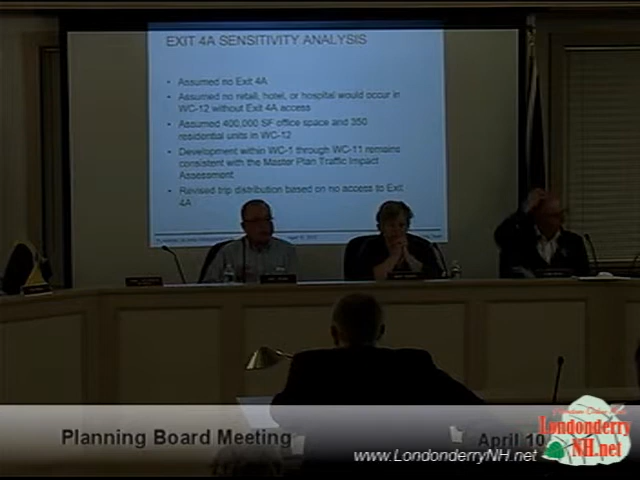 EXIT 4A SENSITIVITY ANALYSIS
• Assumed no Exit 4A
• Assumed no retail, hotel, or hospital would occur in
WC-12 without Exit 4A access
• Assumed 400,000 SF office space and 350
residential units in WC-12
• Development within WC-1 through WC-11 remains
consistent with the Master Plan Traffic Impact
Assessment
• Revised trip distribution based on no access to Exit
4A
Planning Board Meeting
April 10
www.LondonderryNH.net
Londonderry
NH.net